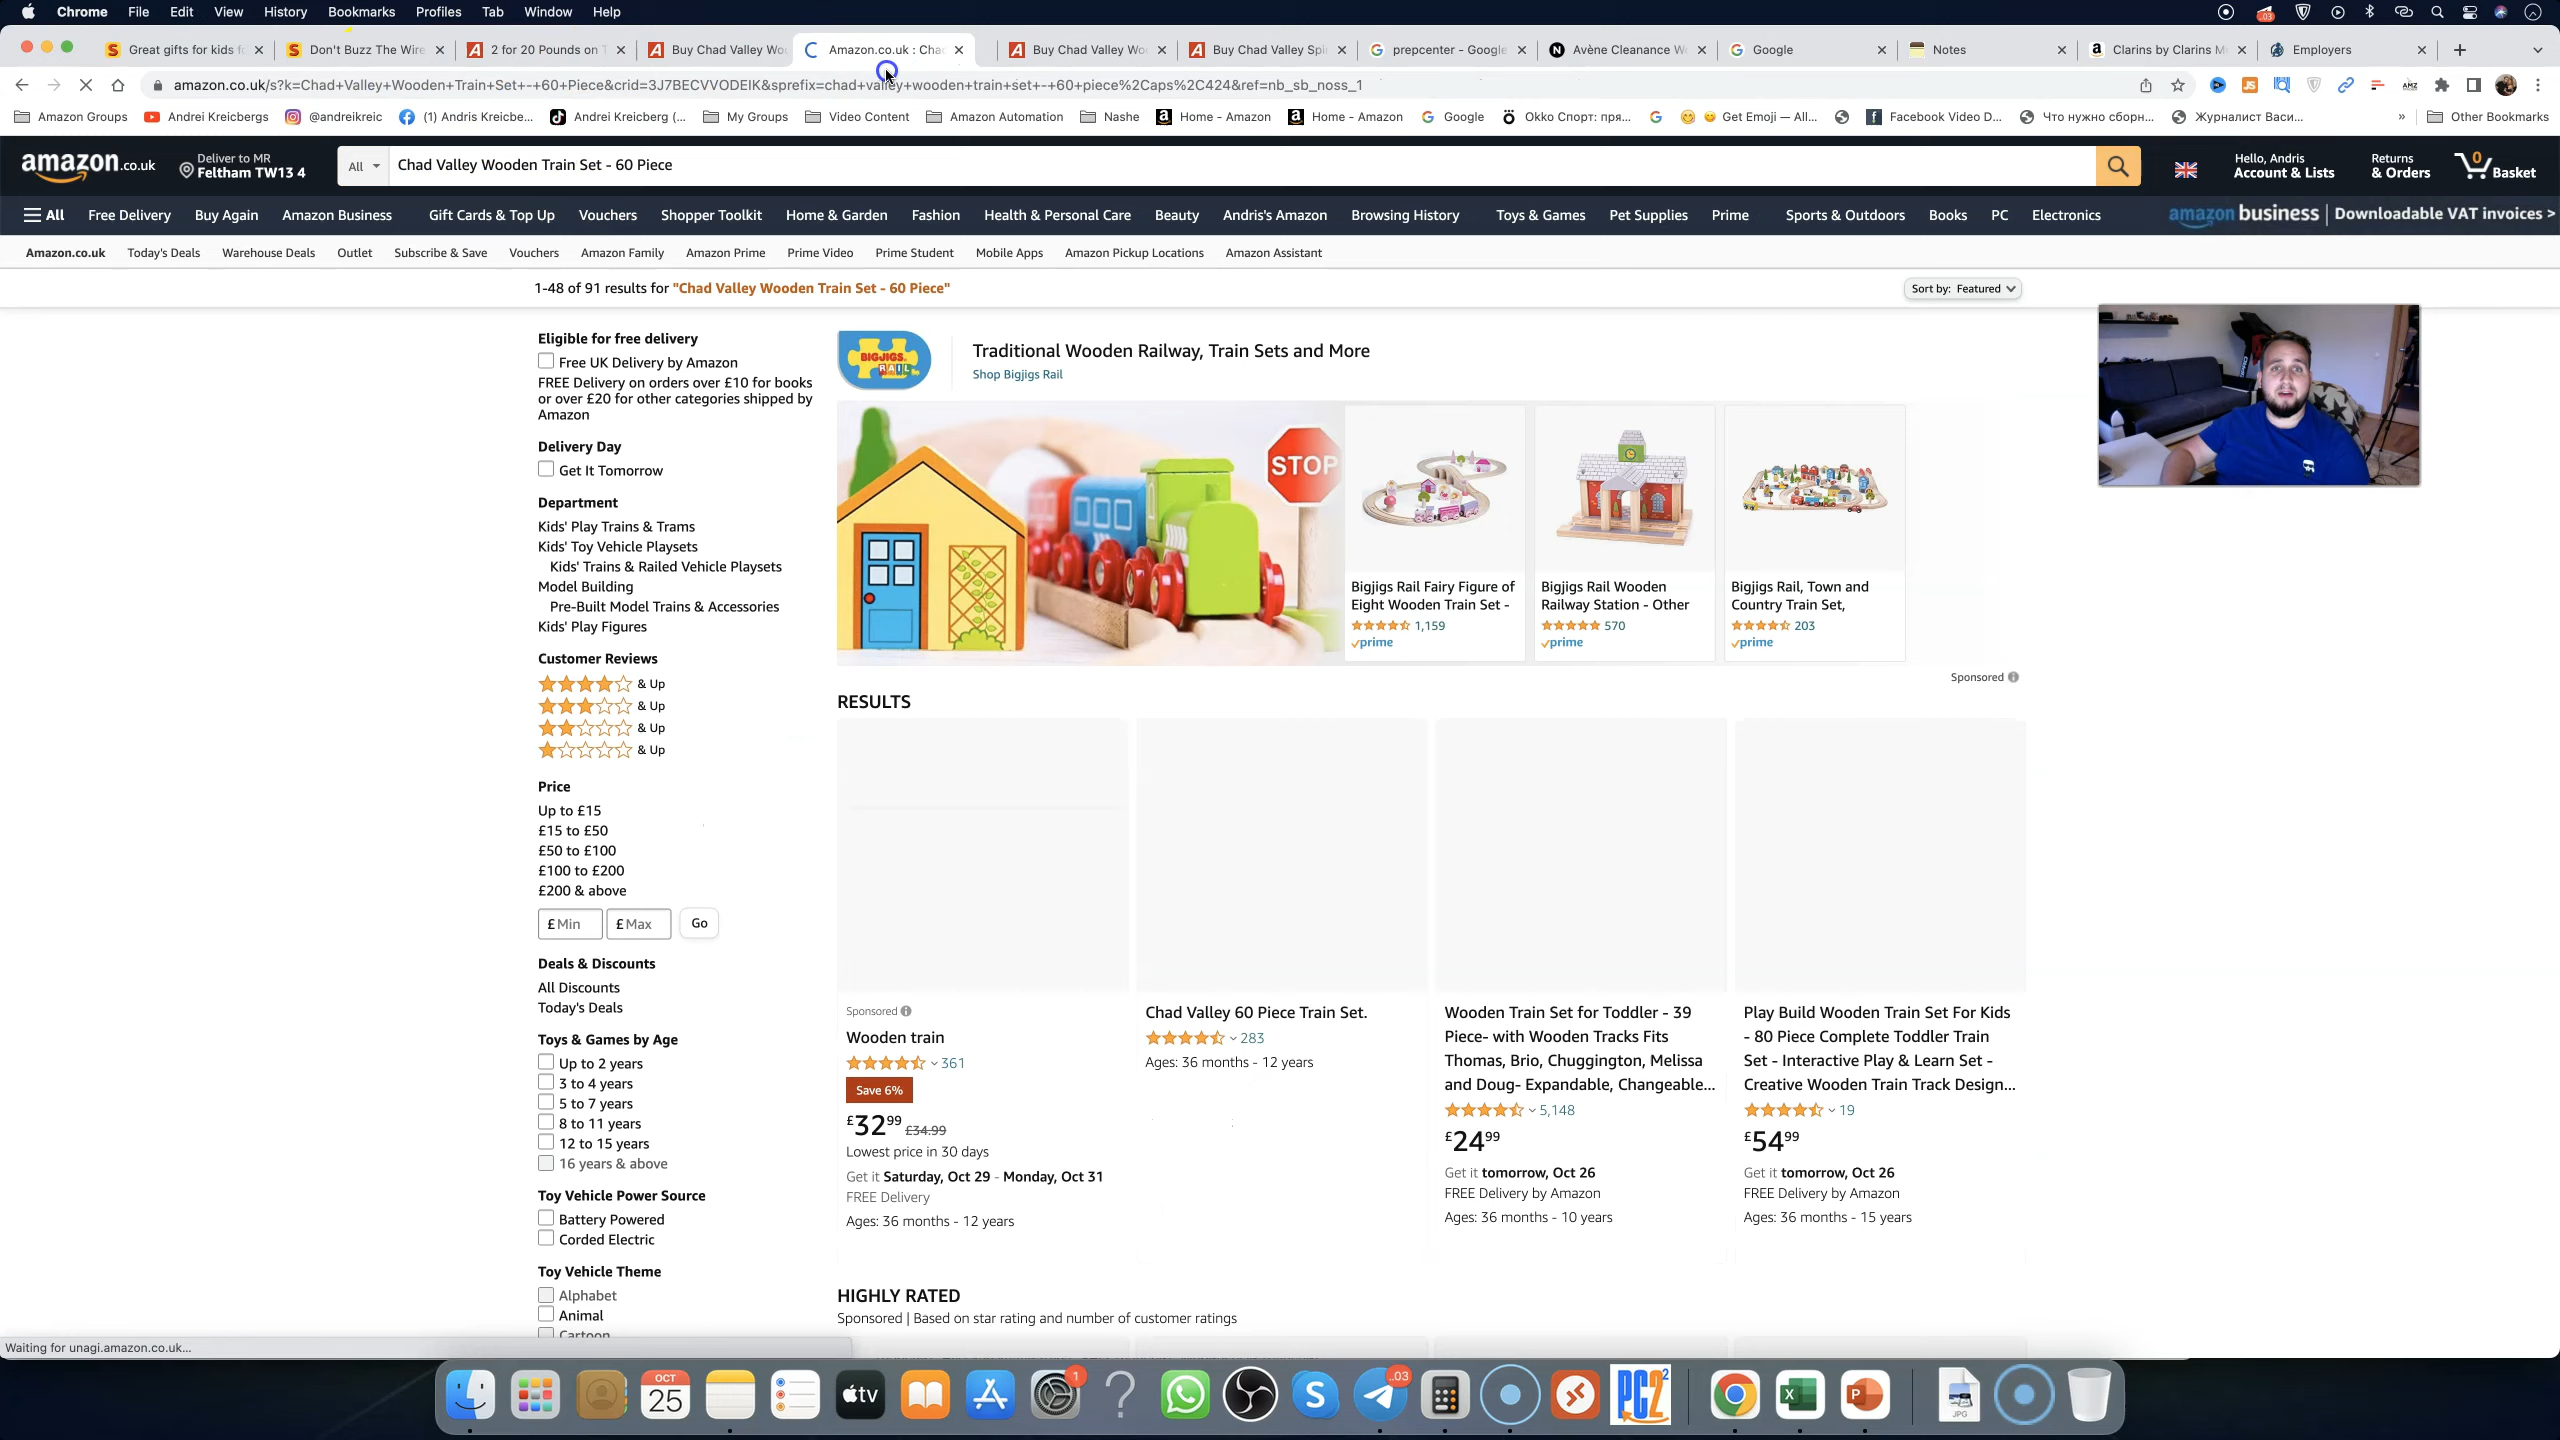 Chrome File Edit View History Bookmarks Profiles Tab Window Help
Great gifts for kids f
Don't Buzz The Wire
2 for 20 Pounds on T
Buy Chad Valley Woo
Amazon.co.uk : Chad
Buy Chad Valley Wo
Buy Chad Valley Spi
prepcenter - Google
Avène Cleanance W
Google
Notes
Clarins by Clarins M
Employers
amazon.co.uk/s?k=Chad+Valley+Wooden+Train+Set+-+60+Piece&crid=3J7BECVVODEIK&sprefix=chad+valley+wooden+train+set+-+60+piece%2Caps%2C424&ref=nb_sb_noss_1
Amazon Groups
Andrei Kreicbergs
@andreikreic
(1) Andris Kreicbe...
Andrei Kreicberg (...
My Groups
Video Content
Amazon Automation
Nashe
Home - Amazon
Home - Amazon
Google
Okko Спорт: пря...
Get Emoji — All...
Facebook Video D...
Что нужно сборн...
Журналист Васи...
»
Other Bookmarks
amazon.co.uk
Deliver to MR
Feltham TW13 4
All
Chad Valley Wooden Train Set - 60 Piece
Hello, Andris
Account & Lists
Returns
& Orders
0
Basket
All Free Delivery Buy Again Amazon Business Gift Cards & Top Up Vouchers Shopper Toolkit Home & Garden Fashion Health & Personal Care Beauty Andris's Amazon Browsing History Toys & Games Pet Supplies Prime Sports & Outdoors Books PC Electronics
amazon business | Downloadable VAT invoices >
Amazon.co.uk Today's Deals Warehouse Deals Outlet Subscribe & Save Vouchers Amazon Family Amazon Prime Prime Video Prime Student Mobile Apps Amazon Pickup Locations Amazon Assistant
1-48 of 91 results for "Chad Valley Wooden Train Set - 60 Piece"
Sort by: Featured
Eligible for free delivery
Free UK Delivery by Amazon
FREE Delivery on orders over £10 for books
or over £20 for other categories shipped by
Amazon
Delivery Day
Get It Tomorrow
Department
Kids' Play Trains & Trams
Kids' Toy Vehicle Playsets
Kids' Trains & Railed Vehicle Playsets
Model Building
Pre-Built Model Trains & Accessories
Kids' Play Figures
Customer Reviews
& Up
& Up
& Up
& Up
Price
Up to £15
£15 to £50
£50 to £100
£100 to £200
£200 & above
£ Min
£ Max
Go
Deals & Discounts
All Discounts
Today's Deals
Toys & Games by Age
Up to 2 years
3 to 4 years
5 to 7 years
8 to 11 years
12 to 15 years
16 years & above
Toy Vehicle Power Source
Battery Powered
Corded Electric
Toy Vehicle Theme
Alphabet
Animal
Cartoon
BIGJIGS
RAIL
Traditional Wooden Railway, Train Sets and More
Shop Bigjigs Rail
STOP
Bigjigs Rail Fairy Figure of
Eight Wooden Train Set -
1,159
prime
Bigjigs Rail Wooden
Railway Station - Other
570
prime
Bigjigs Rail, Town and
Country Train Set,
203
prime
Sponsored
RESULTS
Sponsored
Wooden train
361
Save 6%
£32 99 £34.99
Lowest price in 30 days
Get it Saturday, Oct 29 - Monday, Oct 31
FREE Delivery
Ages: 36 months - 12 years
Chad Valley 60 Piece Train Set.
283
Ages: 36 months - 12 years
Wooden Train Set for Toddler - 39
Piece- with Wooden Tracks Fits
Thomas, Brio, Chuggington, Melissa
and Doug- Expandable, Changeable...
5,148
£24 99
Get it tomorrow, Oct 26
FREE Delivery by Amazon
Ages: 36 months - 10 years
Play Build Wooden Train Set For Kids
- 80 Piece Complete Toddler Train
Set - Interactive Play & Learn Set -
Creative Wooden Train Track Design...
19
£54 99
Get it tomorrow, Oct 26
FREE Delivery by Amazon
Ages: 36 months - 15 years
HIGHLY RATED
Sponsored | Based on star rating and number of customer ratings
Waiting for unagi.amazon.co.uk...
OCT
25
tv
1
?
..03
PC2
JPG